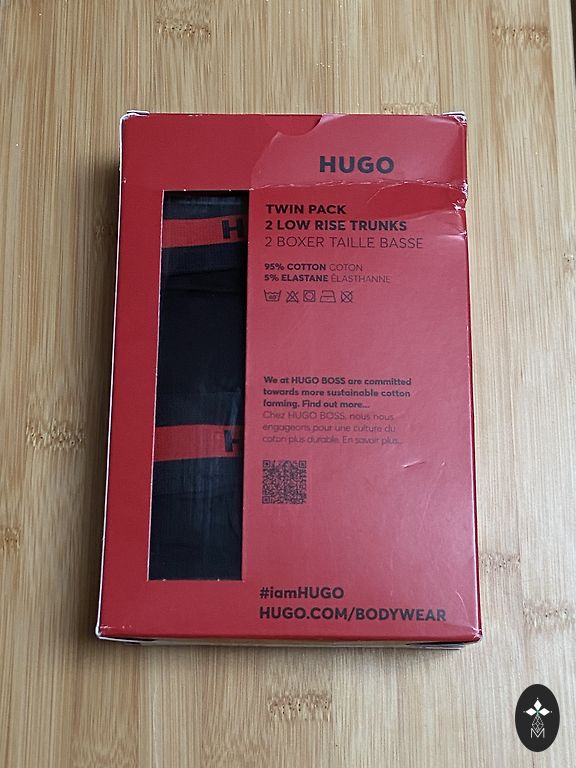 HUGO
TWIN PACK
2 LOW RISE TRUNKS
2 BOXER TAILLE BASSE
95% COTTON COTON
5% ELASTANE ÉLASTHANNE
We at HUGO BOSS are committed
towards more sustainable cotton
farming. Find out more...
Chez HUGO BOSS, nous nous
engageons pour une culture du
coton plus durable. En savoir plus...
#iamHUGO
HUGO.COM/BODYWEAR
H
H
M